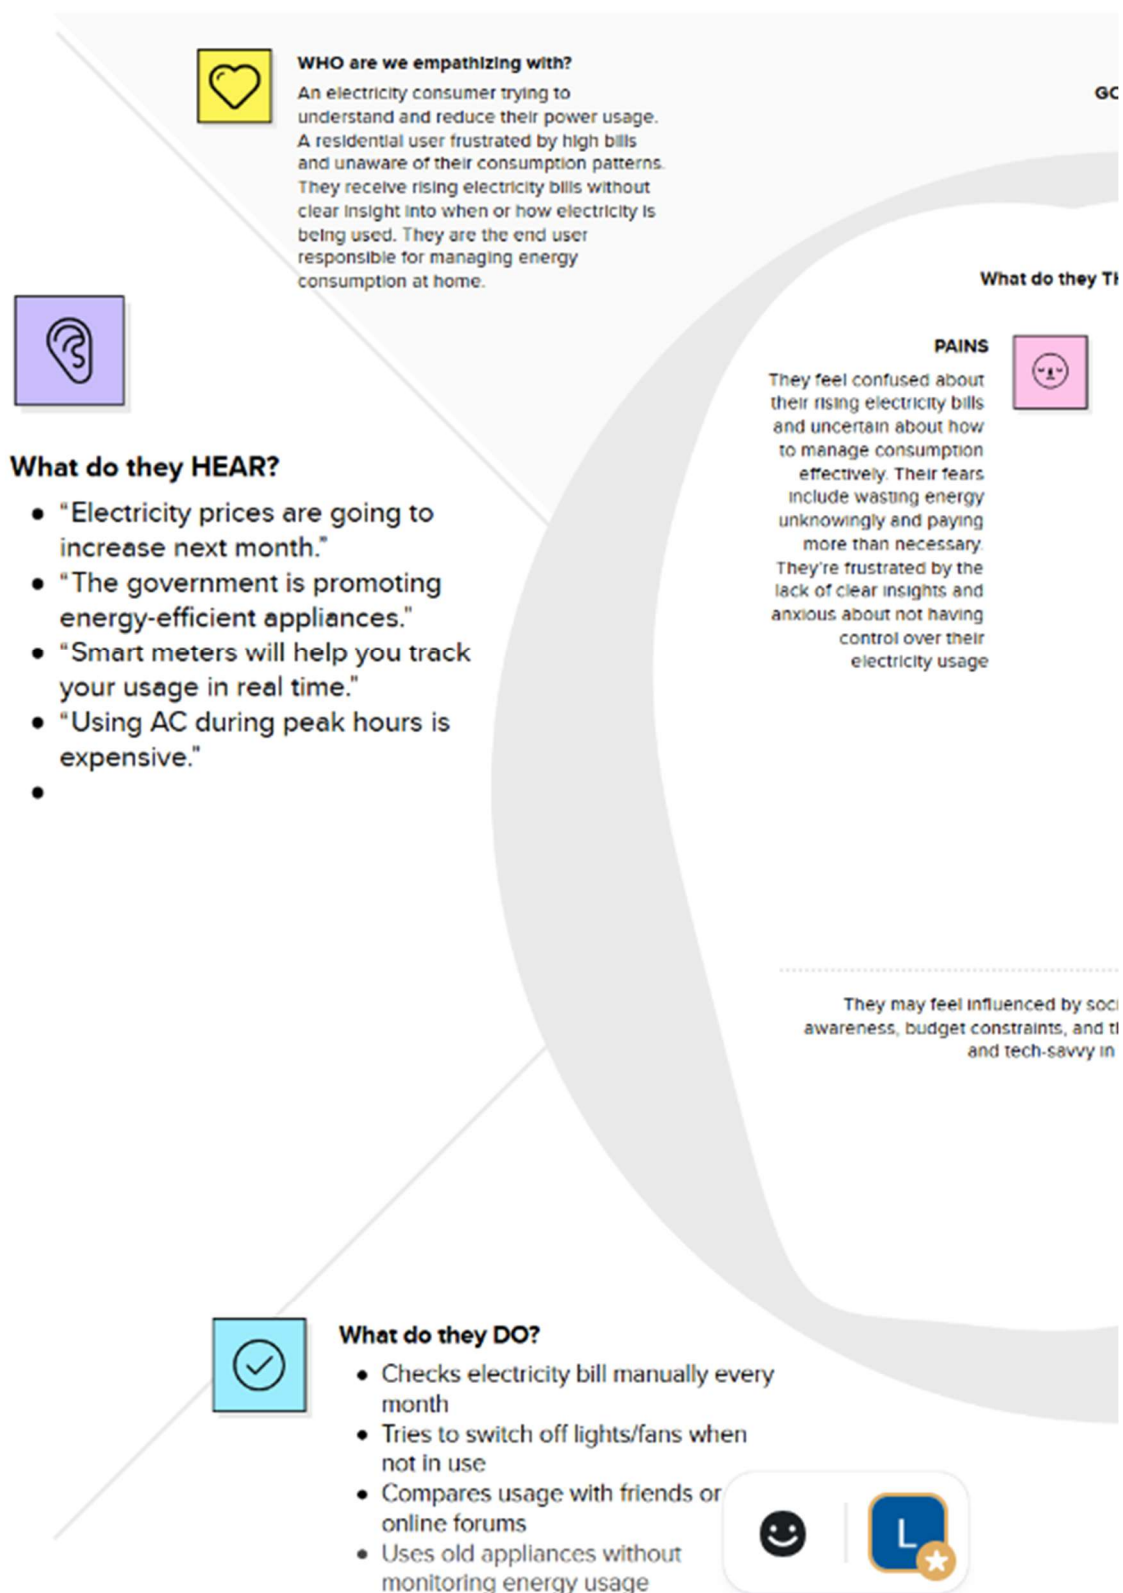 WHO are we empathizing with?
An electricity consumer trying to
understand and reduce their power usage.
A residential user frustrated by high bills
and unaware of their consumption patterns.
They receive rising electricity bills without
clear insight into when or how electricity is
being used. They are the end user
responsible for managing energy
consumption at home.
GO
What do they TH
PAINS
They feel confused about
their rising electricity bills
and uncertain about how
to manage consumption
effectively. Their fears
include wasting energy
unknowingly and paying
more than necessary.
They're frustrated by the
lack of clear insights and
anxious about not having
control over their
electricity usage
What do they HEAR?
• “Electricity prices are going to
increase next month.”
• “The government is promoting
energy-efficient appliances.”
• “Smart meters will help you track
your usage in real time.”
• “Using AC during peak hours is
expensive.”
•
They may feel influenced by soci
awareness, budget constraints, and
and tech-savvy in
What do they DO?
• Checks electricity bill manually every
month
• Tries to switch off lights/fans when
not in use
• Compares usage with friends or
online forums
• Uses old appliances without
monitoring energy usage
L